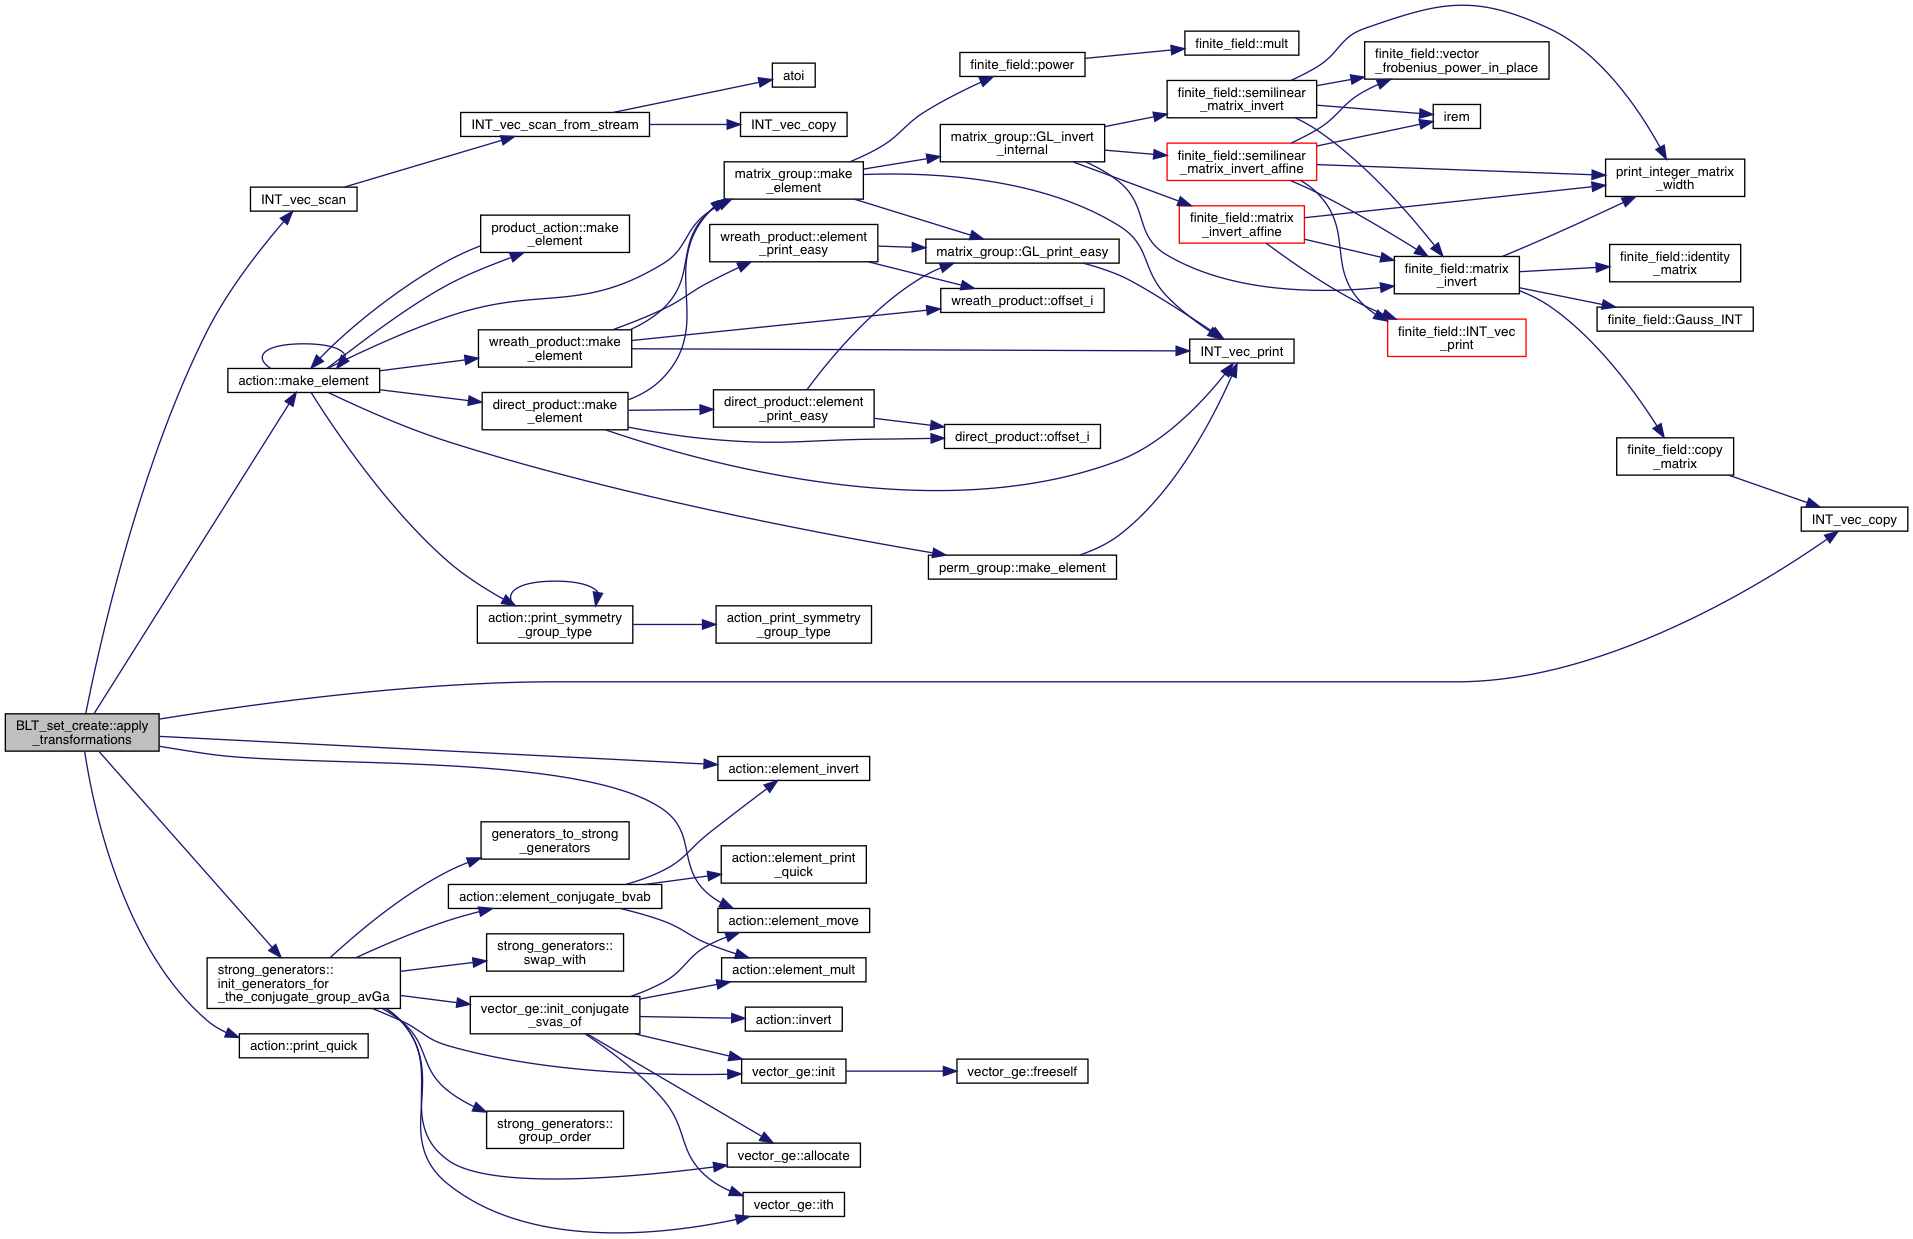 BLT_set_create::apply
_transformations
INT_vec_scan
action::make_element
strong_generators::
init_generators_for
_the_conjugate_group_avGa
action::print_quick
INT_vec_scan_from_stream
product_action::make
_element
wreath_product::make
_element
direct_product::make
_element
action::print_symmetry
_group_type
generators_to_strong
_generators
action::element_conjugate_bvab
strong_generators::
swap_with
vector_ge::init_conjugate
_svas_of
strong_generators::
group_order
atoi
INT_vec_copy
matrix_group::make
_element
wreath_product::element
_print_easy
direct_product::element
_print_easy
action_print_symmetry
_group_type
action::element_invert
action::element_print
_quick
action::element_move
action::element_mult
action::invert
vector_ge::init
vector_ge::allocate
vector_ge::ith
finite_field::power
matrix_group::GL_invert
_internal
matrix_group::GL_print_easy
wreath_product::offset_i
direct_product::offset_i
perm_group::make_element
vector_ge::freeself
finite_field::mult
finite_field::semilinear
_matrix_invert
finite_field::semilinear
_matrix_invert_affine
finite_field::matrix
_invert_affine
INT_vec_print
finite_field::vector
_frobenius_power_in_place
irem
finite_field::matrix
_invert
finite_field::INT_vec
_print
print_integer_matrix
_width
finite_field::identity
_matrix
finite_field::Gauss_INT
finite_field::copy
_matrix
INT_vec_copy